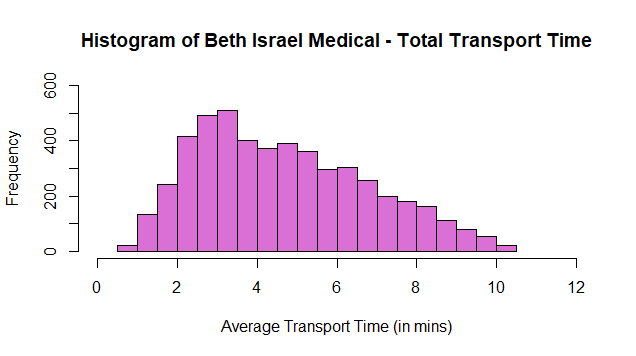 Histogram of Beth Israel Medical - Total Transport Time
600
400
200
0
Frequency
0 2 4 6 8 10 12
Average Transport Time (in mins)